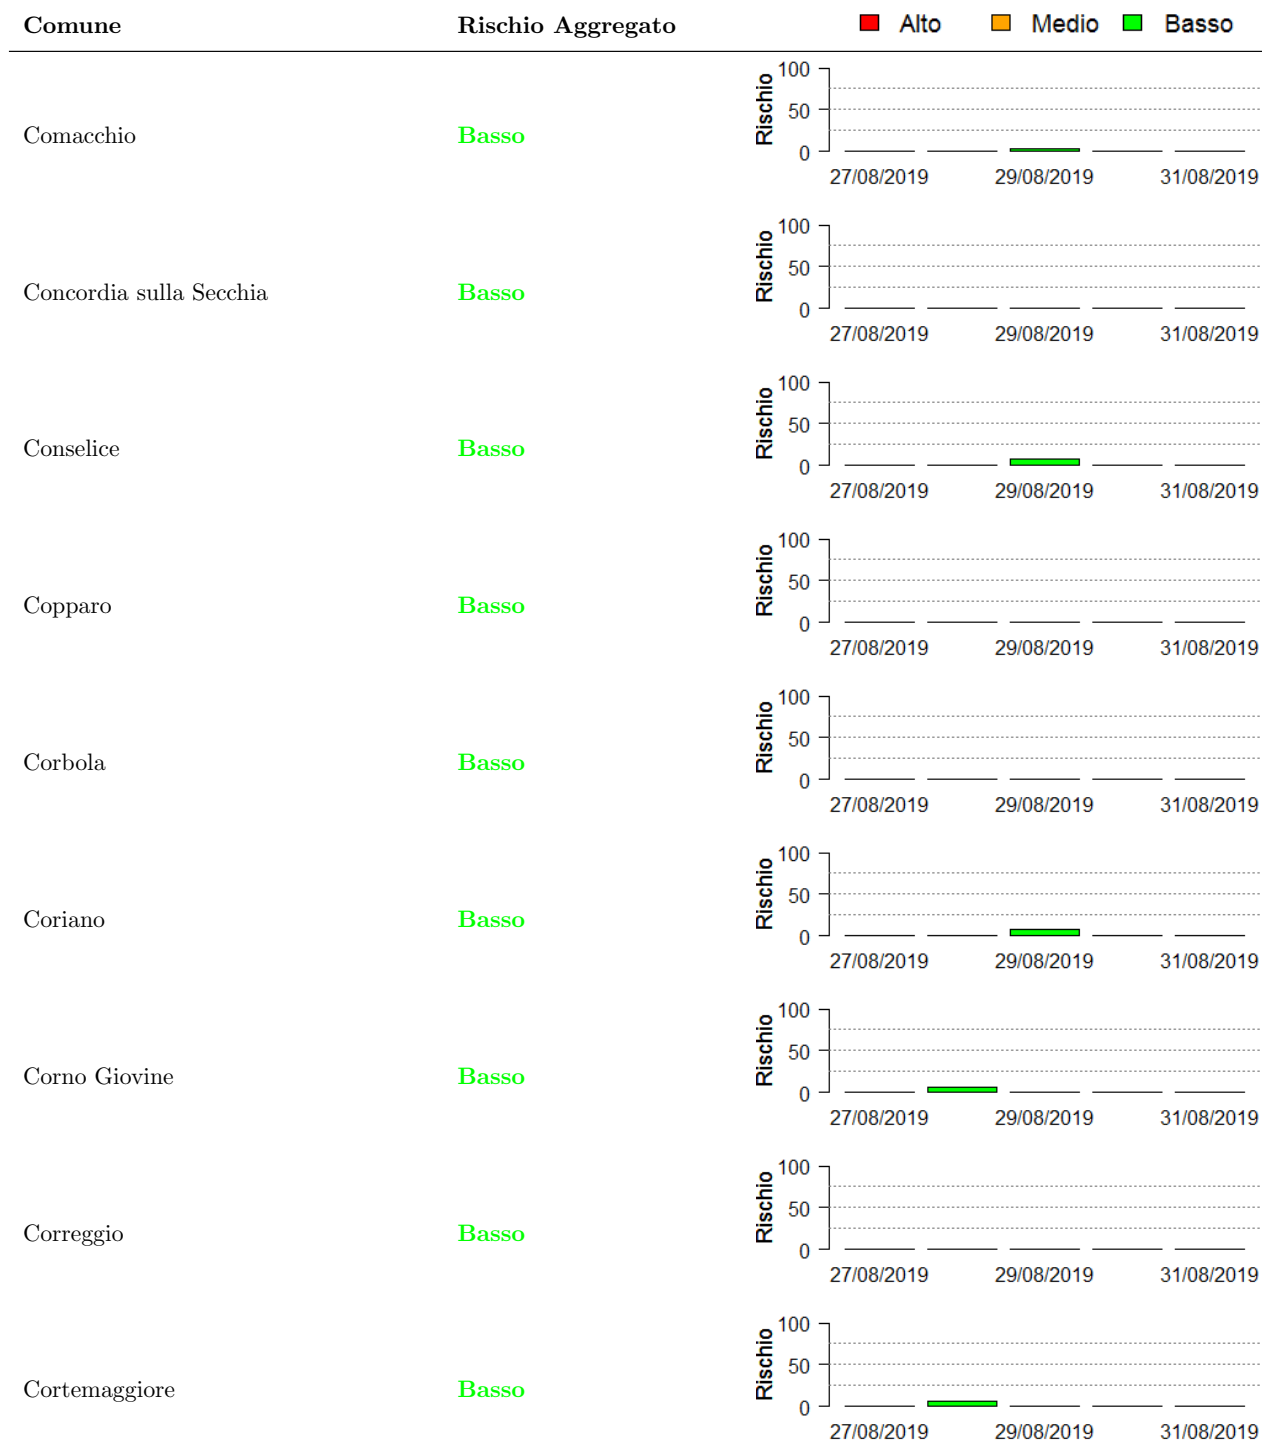 Comune Rischio Aggregato Alto Medio Basso
Comacchio Basso
Rischio
100
50
0
27/08/2019 29/08/2019 31/08/2019
Concordia sulla Secchia Basso
Rischio
100
50
0
27/08/2019 29/08/2019 31/08/2019
Conselice Basso
Rischio
100
50
0
27/08/2019 29/08/2019 31/08/2019
Copparo Basso
Rischio
100
50
0
27/08/2019 29/08/2019 31/08/2019
Corbola Basso
Rischio
100
50
0
27/08/2019 29/08/2019 31/08/2019
Coriano Basso
Rischio
100
50
0
27/08/2019 29/08/2019 31/08/2019
Corno Giovine Basso
Rischio
100
50
0
27/08/2019 29/08/2019 31/08/2019
Correggio Basso
Rischio
100
50
0
27/08/2019 29/08/2019 31/08/2019
Cortemaggiore Basso
Rischio
100
50
0
27/08/2019 29/08/2019 31/08/2019